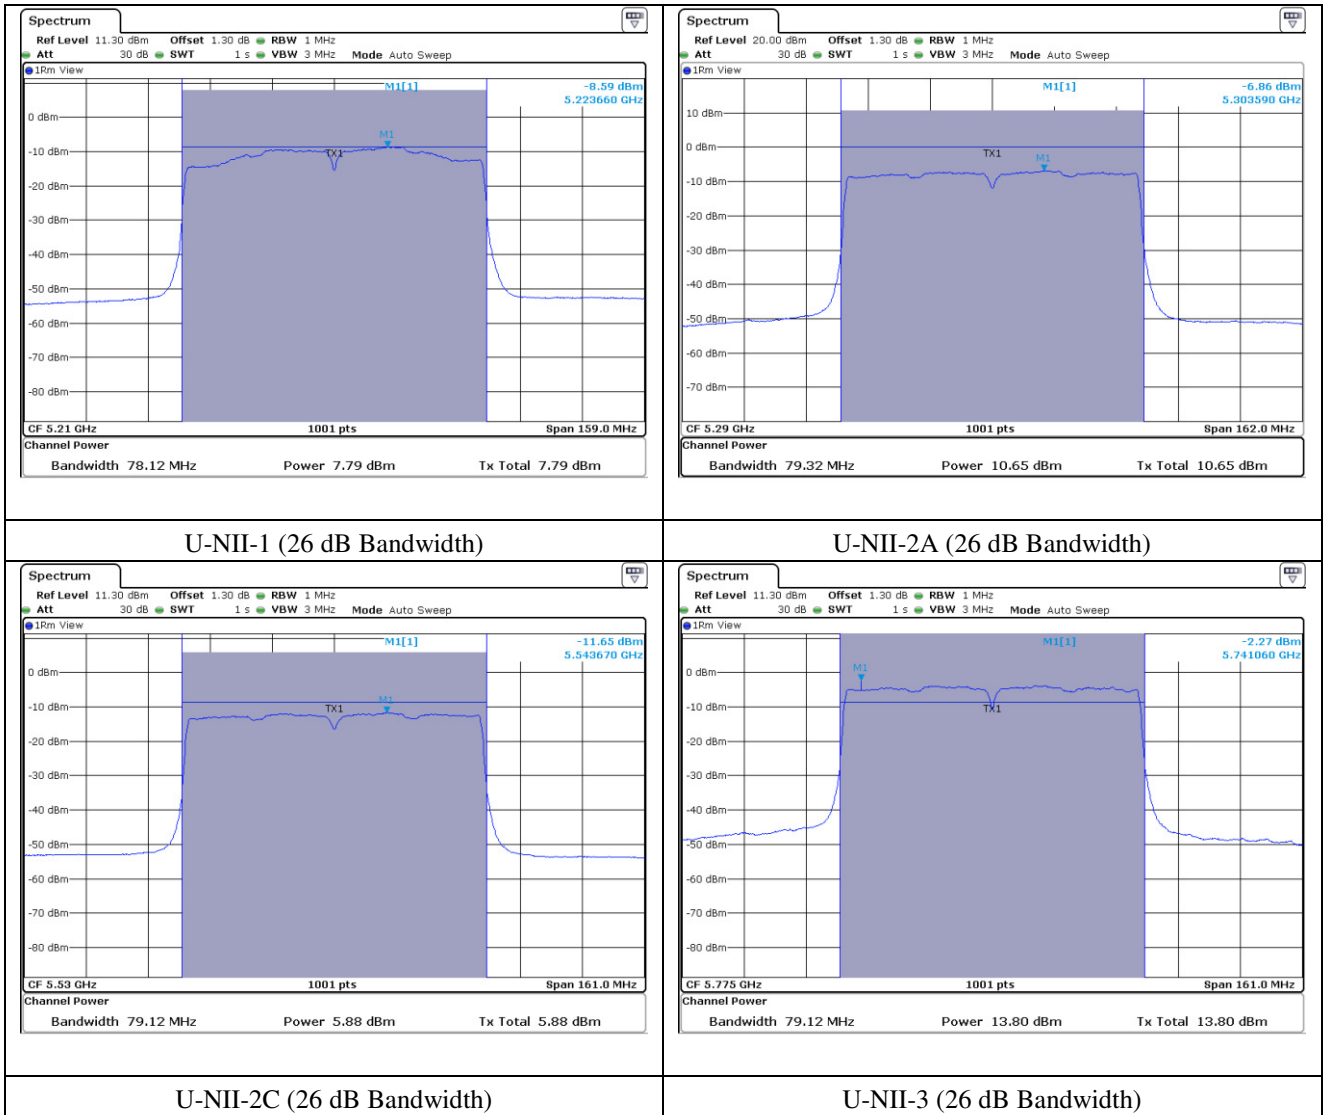 Spectrum
Ref Level 11.30 dBm Offset 1.30 dB RBW 1 MHz
Att 30 dB SWT 1 s VBW 3 MHz Mode Auto Sweep
1Rm View
M1[1] -8.59 dBm
5.223660 GHz
0 dBm
M1
-10 dBm
TX1
-20 dBm
-30 dBm
-40 dBm
-50 dBm
-60 dBm
-70 dBm
-80 dBm
CF 5.21 GHz 1001 pts Span 159.0 MHz
Channel Power
Bandwidth 78.12 MHz Power 7.79 dBm Tx Total 7.79 dBm
U-NII-1 (26 dB Bandwidth)
Spectrum
Ref Level 20.00 dBm Offset 1.30 dB RBW 1 MHz
Att 30 dB SWT 1 s VBW 3 MHz Mode Auto Sweep
1Rm View
M1[1] -6.86 dBm
5.303590 GHz
10 dBm
0 dBm
TX1
M1
-10 dBm
-20 dBm
-30 dBm
-40 dBm
-50 dBm
-60 dBm
-70 dBm
CF 5.29 GHz 1001 pts Span 162.0 MHz
Channel Power
Bandwidth 79.32 MHz Power 10.65 dBm Tx Total 10.65 dBm
U-NII-2A (26 dB Bandwidth)
Spectrum
Ref Level 11.30 dBm Offset 1.30 dB RBW 1 MHz
Att 30 dB SWT 1 s VBW 3 MHz Mode Auto Sweep
1Rm View
M1[1] -11.65 dBm
5.543670 GHz
0 dBm
M1
-10 dBm
TX1
-20 dBm
-30 dBm
-40 dBm
-50 dBm
-60 dBm
-70 dBm
-80 dBm
CF 5.53 GHz 1001 pts Span 161.0 MHz
Channel Power
Bandwidth 79.12 MHz Power 5.88 dBm Tx Total 5.88 dBm
U-NII-2C (26 dB Bandwidth)
Spectrum
Ref Level 11.30 dBm Offset 1.30 dB RBW 1 MHz
Att 30 dB SWT 1 s VBW 3 MHz Mode Auto Sweep
1Rm View
M1[1] -2.27 dBm
5.741060 GHz
M1
0 dBm
-10 dBm
TX1
-20 dBm
-30 dBm
-40 dBm
-50 dBm
-60 dBm
-70 dBm
-80 dBm
CF 5.775 GHz 1001 pts Span 161.0 MHz
Channel Power
Bandwidth 79.12 MHz Power 13.80 dBm Tx Total 13.80 dBm
U-NII-3 (26 dB Bandwidth)